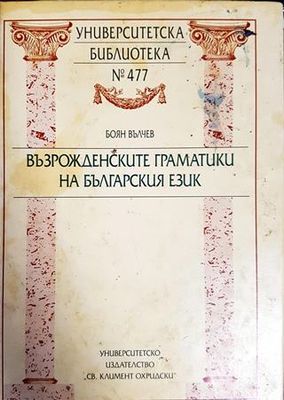 УНИВЕРСИТЕТСКА
БИБЛИОТЕКА
№ 477
БОЯН ВЪЛЧЕВ
ВЪЗРОЖДЕНСКИТЕ ГРАМАТИКИ
НА БЪЛГАРСКИЯ ЕЗИК
УНИВЕРСИТЕТСКО
ИЗДАТЕЛСТВО
„СВ. КЛИМЕНТ ОХРИДСКИ"